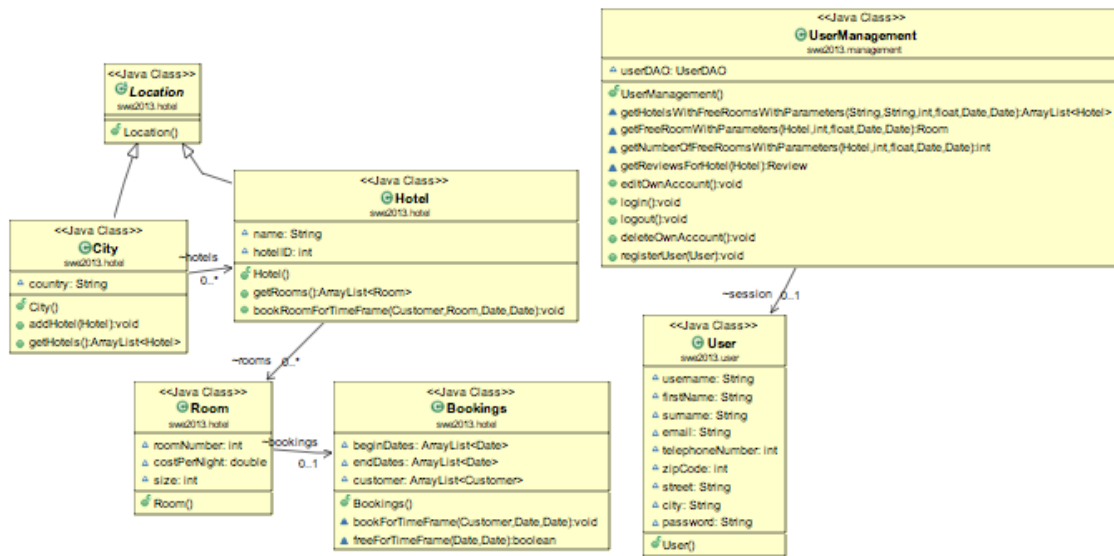 <<Java Class>>
Location
swe2013.hotel
Location()
<<Java Class>>
City
swe2013.hotel
country: String
City()
addHotel(Hotel):void
getHotels():ArrayList<Hotel>
~hotels
0..*
<<Java Class>>
Hotel
swe2013.hotel
name: String
hotelID: int
Hotel()
getRooms():ArrayList<Room>
bookRoomForTimeFrame(Customer,Room,Date,Date):void
~rooms
0..*
<<Java Class>>
Room
swe2013.hotel
roomNumber: int
costPerNight: double
size: int
Room()
~bookings
0..1
<<Java Class>>
Bookings
swe2013.hotel
beginDates: ArrayList<Date>
endDates: ArrayList<Date>
customer: ArrayList<Customer>
Bookings()
bookForTimeFrame(Customer,Date,Date):void
freeForTimeFrame(Date,Date):boolean
<<Java Class>>
UserManagement
swe2013.management
userDAO: UserDAO
UserManagement()
getHotelsWithFreeRoomsWithParameters(String,String,int,float,Date,Date):ArrayList<Hotel>
getFreeRoomWithParameters(Hotel,int,float,Date,Date):Room
getNumberOfFreeRoomsWithParameters(Hotel,int,float,Date,Date):int
getReviewsForHotel(Hotel):Review
editOwnAccount():void
login():void
logout():void
deleteOwnAccount():void
registerUser(User):void
~session
0..1
<<Java Class>>
User
swe2013.user
username: String
firstName: String
surname: String
email: String
telephoneNumber: int
zipCode: int
street: String
city: String
password: String
User()